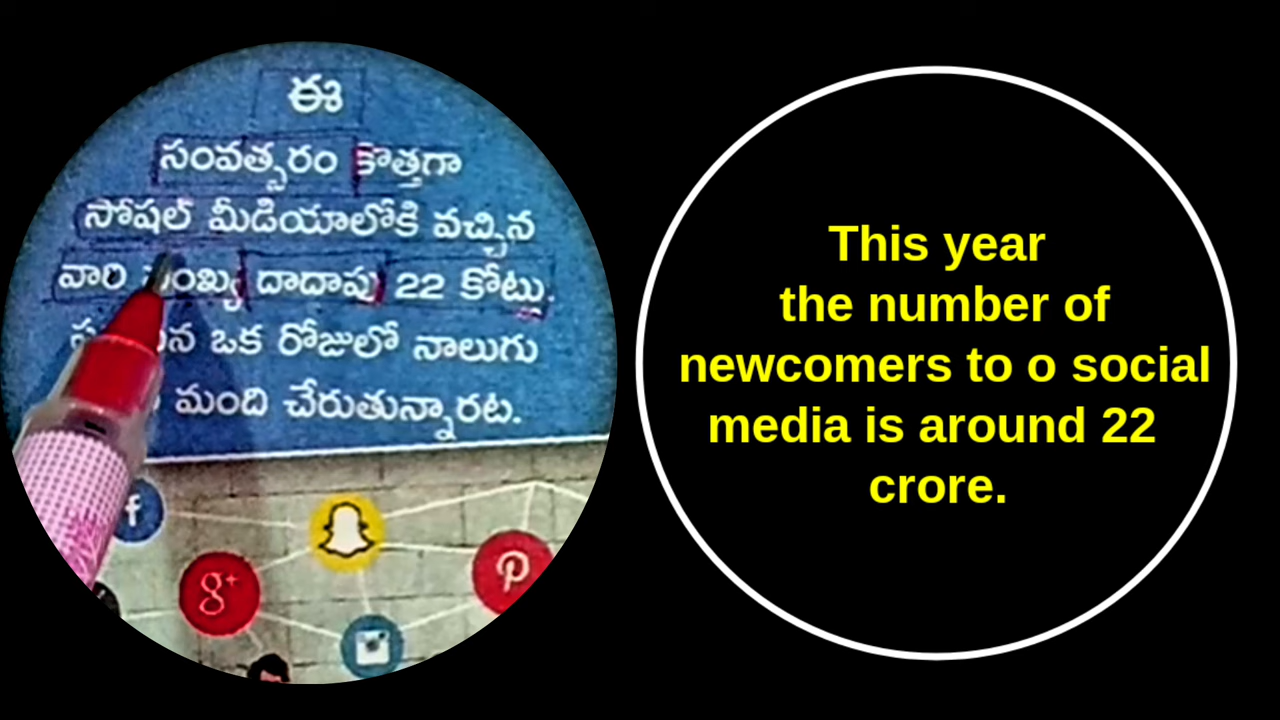 ఈ
సంవత్సరం కొత్తగా
సోషల్ మీడియాలోకి వచ్చిన
వారి సంఖ్య దాదాపు 22 కోట్లు.
ఒక రోజులో నాలుగు
మంది చేరుతున్నారట.
f
g+
This year
the number of
newcomers to o social
media is around 22
crore.